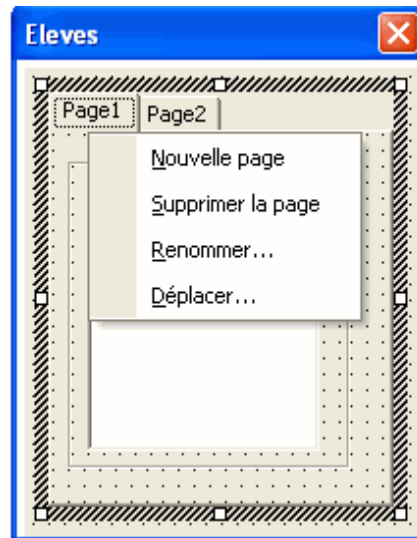 Eleves
Page1 Page2
Nouvelle page
Supprimer la page
Renommer...
Déplacer...